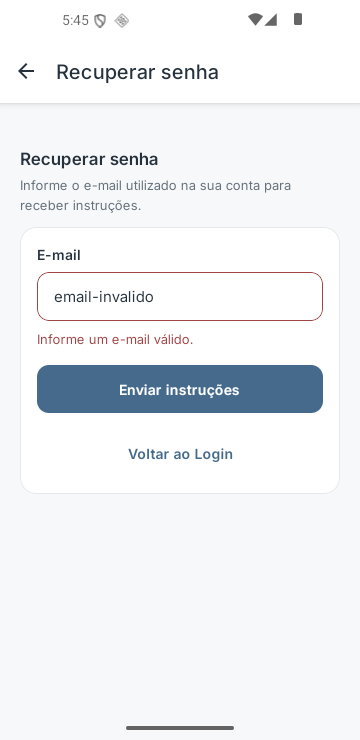 5:45
Recuperar senha
Recuperar senha
Informe o e-mail utilizado na sua conta para
receber instruções.
E-mail
email-invalido
Informe um e-mail válido.
Enviar instruções
Voltar ao Login